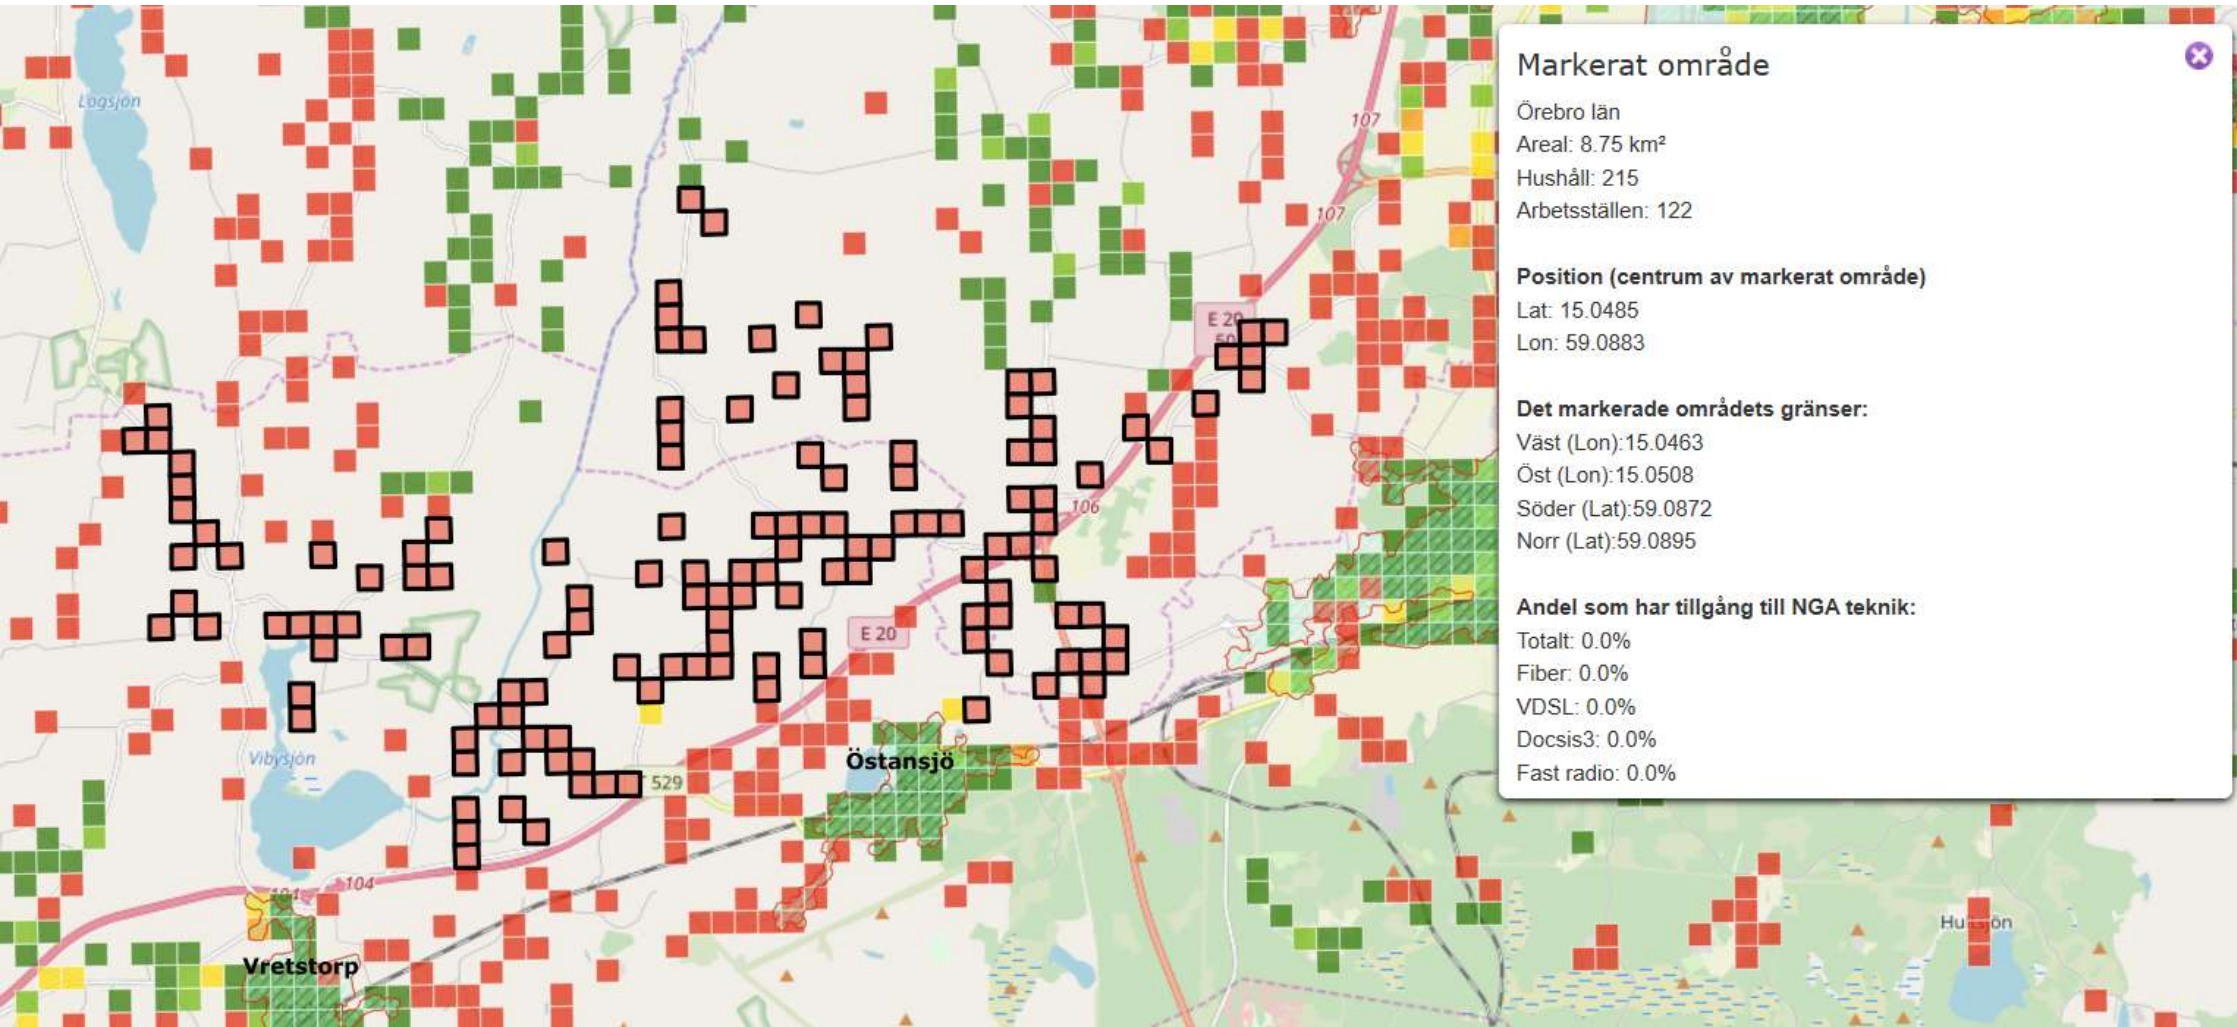 Logsjön
107
107
E 20
50
106
E 20
Östansjö
529
Vibysjön
104
104
Vretstorp
Markerat område
Örebro län
Areal: 8.75 km²
Hushåll: 215
Arbetsställen: 122
Position (centrum av markerat område)
Lat: 15.0485
Lon: 59.0883
Det markerade områdets gränser:
Väst (Lon):15.0463
Öst (Lon):15.0508
Söder (Lat):59.0872
Norr (Lat):59.0895
Andel som har tillgång till NGA teknik:
Totalt: 0.0%
Fiber: 0.0%
VDSL: 0.0%
Docsis3: 0.0%
Fast radio: 0.0%